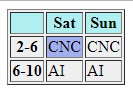 Sat Sun
2-6 CNC CNC
6-10 AI AI